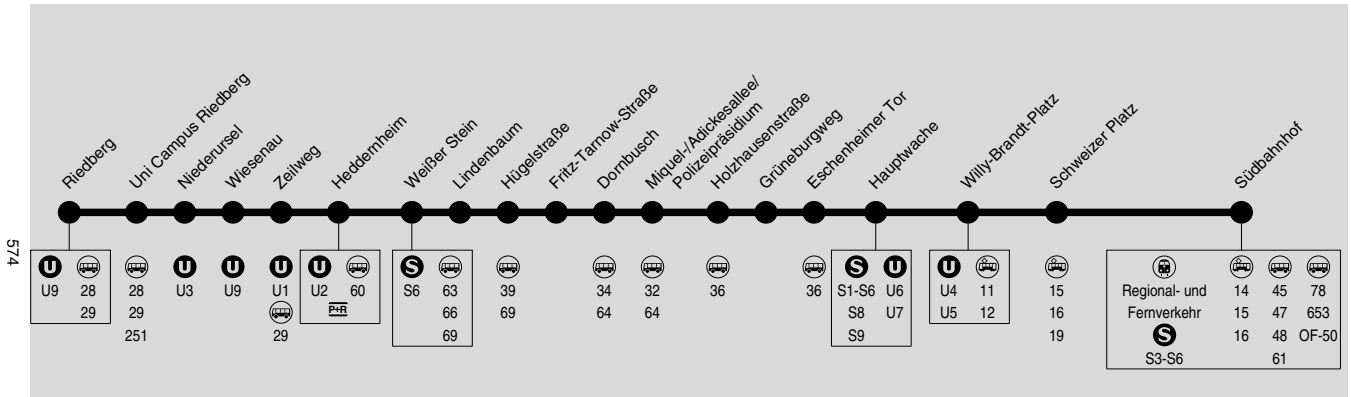 Riedberg
Uni Campus Riedberg
Niederursel
Wiesenau
Zeilweg
Heddernheim
Weißer Stein
Lindenbaum
Hügelstraße
Fritz-Tarnow-Straße
Dornbusch
Miquel-/Adickesallee/
Polizeipräsidium
Holzhausenstraße
Grüneburgweg
Eschenheimer Tor
Hauptwache
Willy-Brandt-Platz
Schweizer Platz
Südbahnhof
574
U U U U U S S U U
U9 28 28 U3 U9 U1 U2 60 S6 63 39 34 32 36 36 S1-S6 U6 U4 11 15 Regional- und 14 45 78
29 29 P+R 66 69 64 64 S8 U7 U5 12 16 Fernverkehr 15 47 653
251 29 69 S9 19 S 16 48 OF-50
S3-S6 61